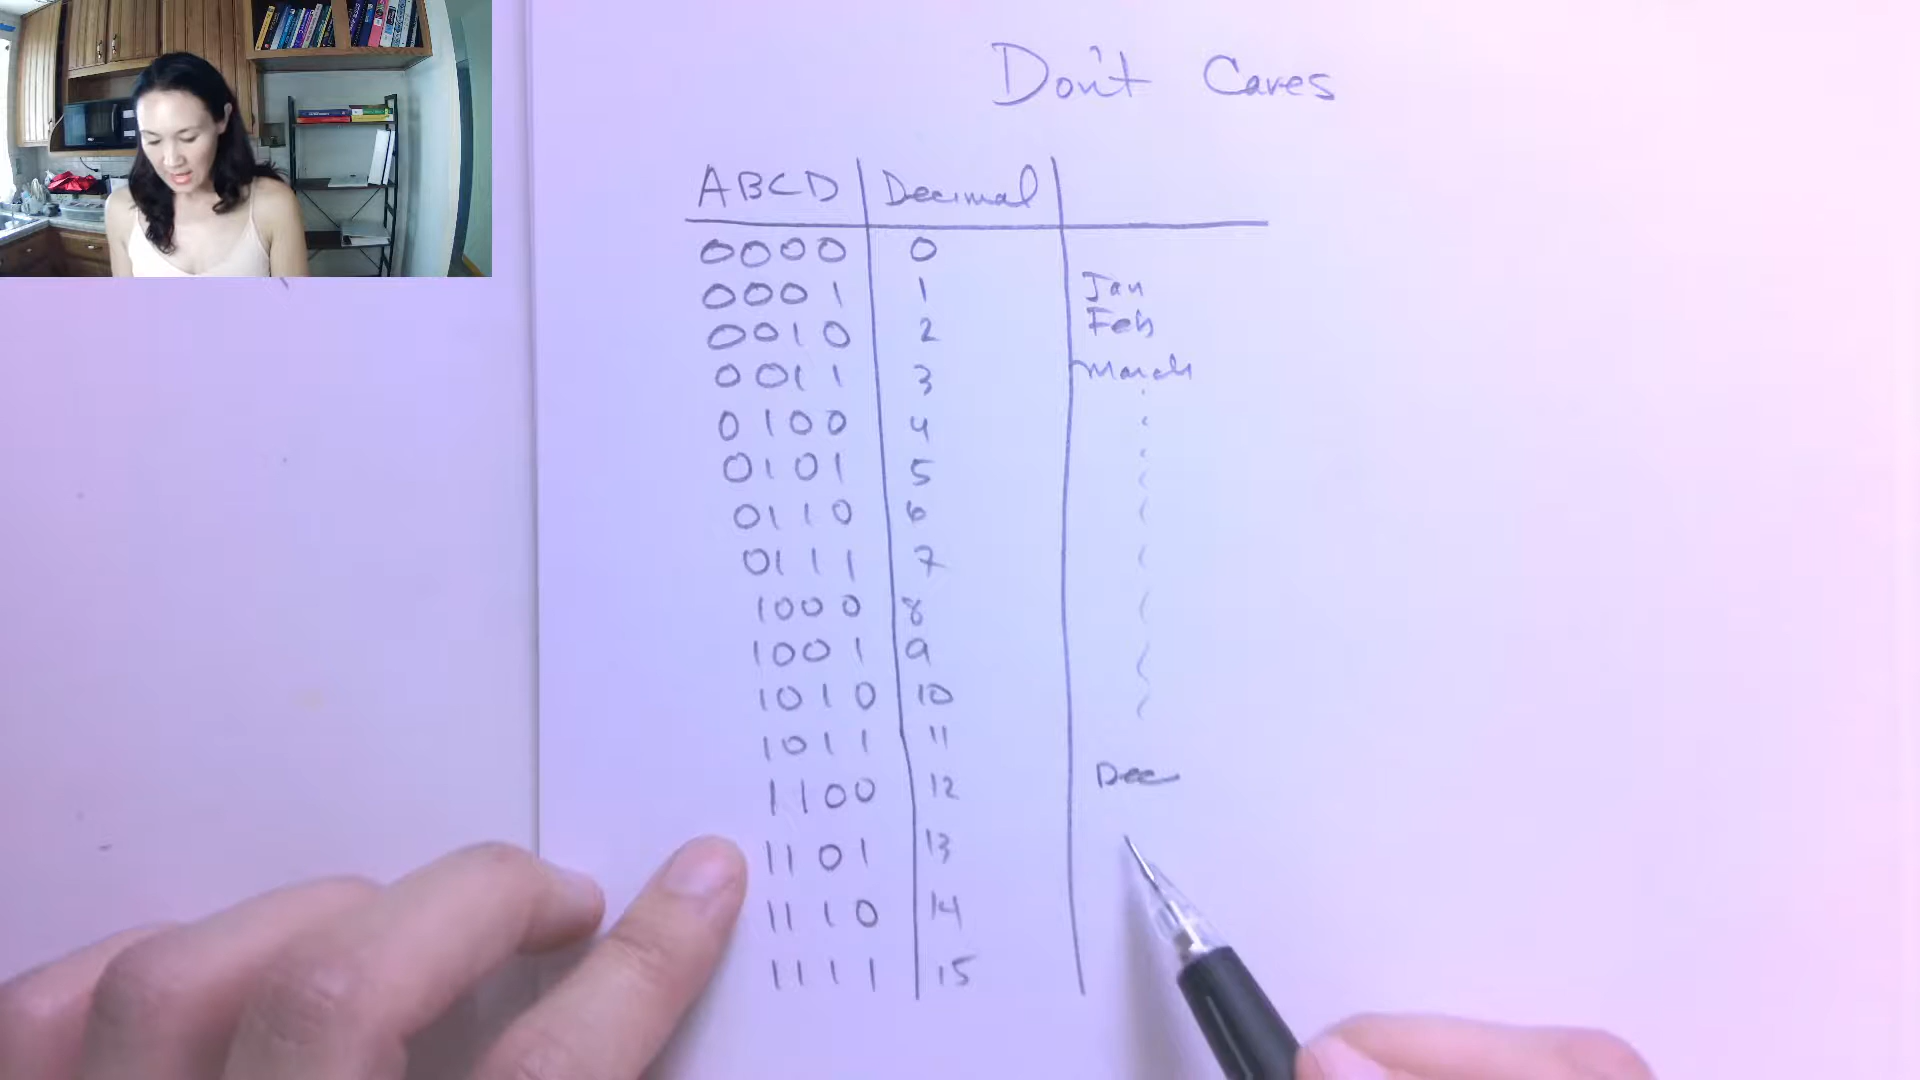 Don't Cares
ABCD Decimal
0000 0
0001 1 Jan
0010 2 Feb
0011 3 March
0100 4
0101 5
0110 6
0111 7
1000 8
1001 9
1010 10
1011 11
1100 12 Dec
1101 13
1110 14
1111 15